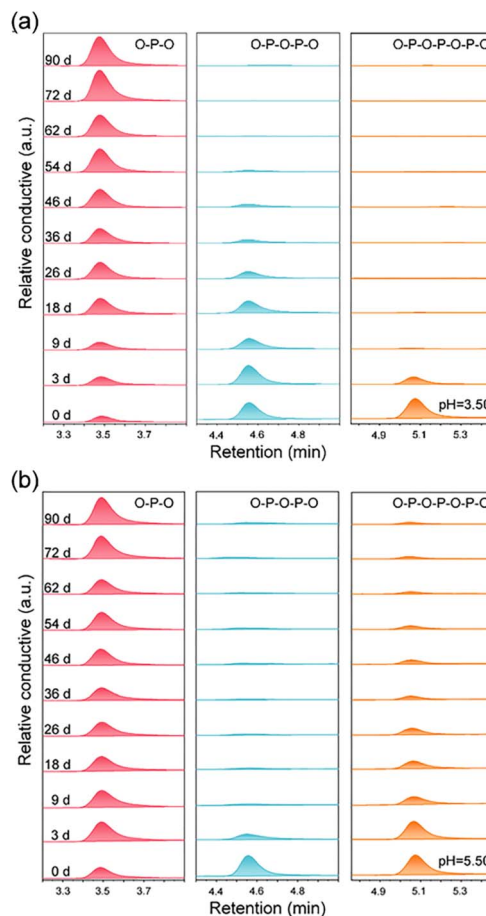 (a)
O-P-O
O-P-O-P-O
O-P-O-P-O-P-O
90 d
72 d
62 d
54 d
46 d
36 d
26 d
18 d
9 d
3 d
0 d
pH=3.50
Relative conductive (a.u.)
3.3 3.5 3.7 4.4 4.6 4.8 4.9 5.1 5.3
Retention (min)
(b)
O-P-O
O-P-O-P-O
O-P-O-P-O-P-O
90 d
72 d
62 d
54 d
46 d
36 d
26 d
18 d
9 d
3 d
0 d
pH=5.50
Relative conductive (a.u.)
3.3 3.5 3.7 4.4 4.6 4.8 4.9 5.1 5.3
Retention (min)